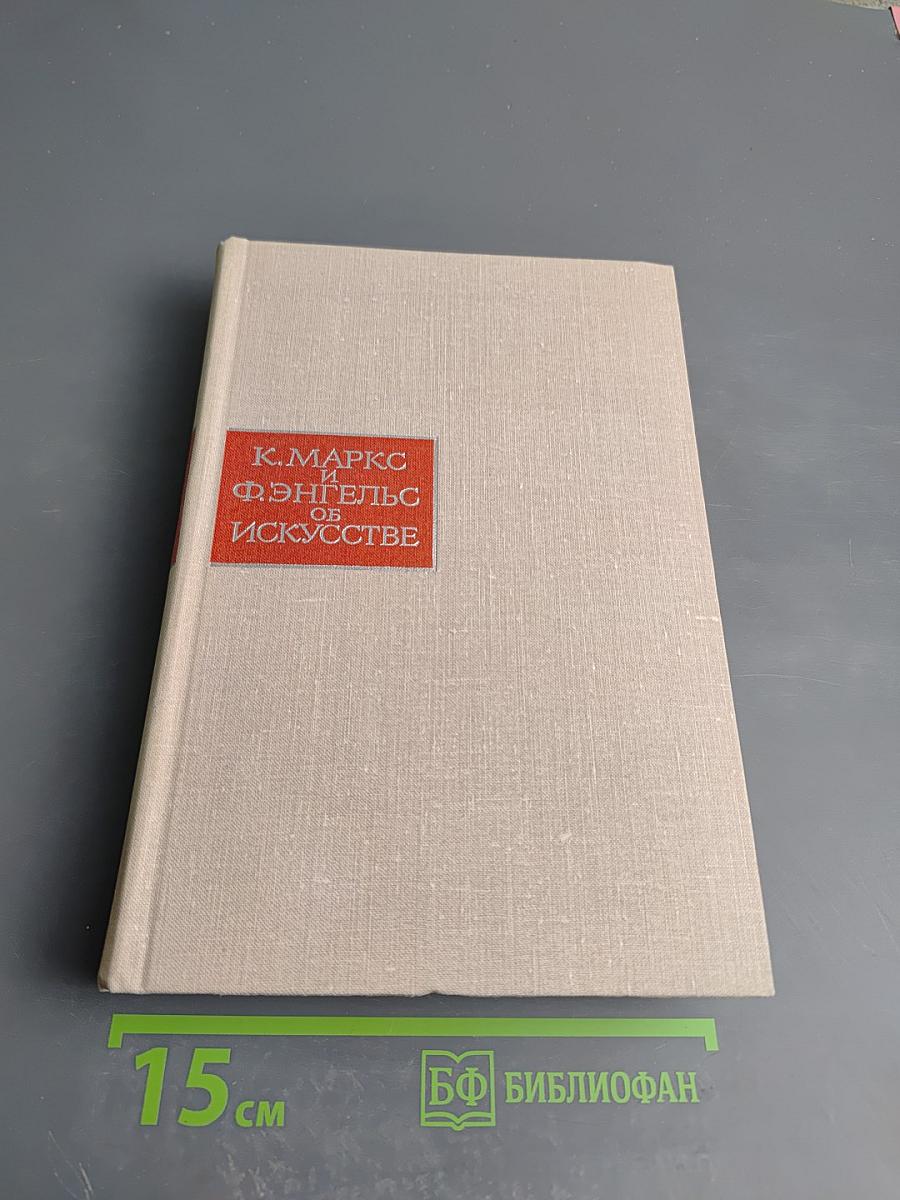 К. МАРКС
И
Ф. ЭНГЕЛЬС
ОБ
ИСКУССТВЕ
15 см
БФ БИБЛИОФАН